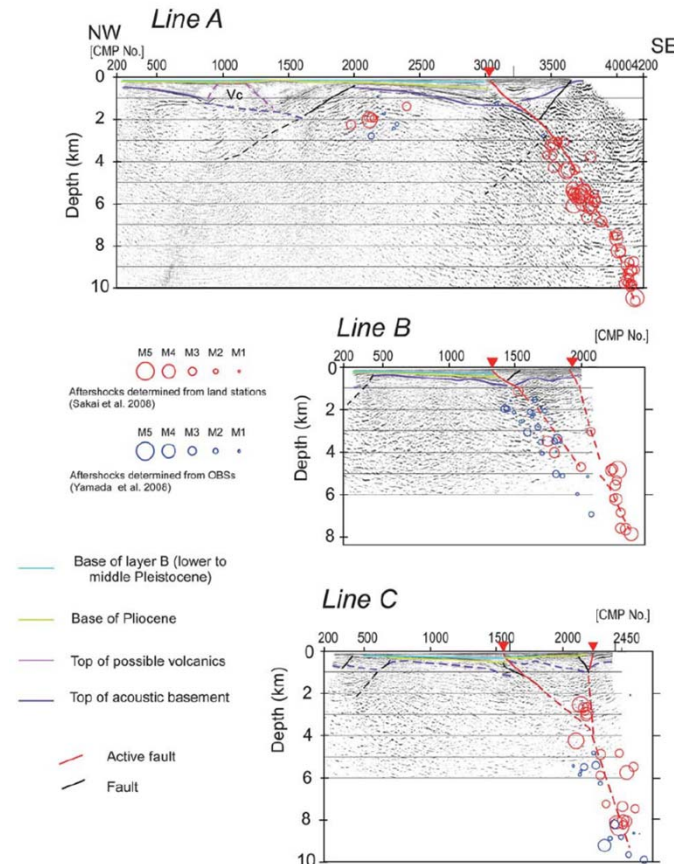 Line A
NW
SE
[CMP No.]
200 500 1000 1500 2000 2500 3000 3500 40004200
Vc
0
2
4
6
8
10
Depth (km)
Line B
[CMP No.]
200 500 1000 1500 2000
0
2
4
6
8
Depth (km)
M5 M4 M3 M2 M1
Aftershocks determined from land stations
(Sakai et al. 2008)
M5 M4 M3 M2 M1
Aftershocks determined from OBSs
(Yamada et al. 2008)
Base of layer B (lower to
middle Pleistocene)
Base of Pliocene
Top of possible volcanics
Top of acoustic basement
Active fault
Fault
Line C
[CMP No.]
200 500 1000 1500 2000 2450
0
2
4
6
8
10
Depth (km)